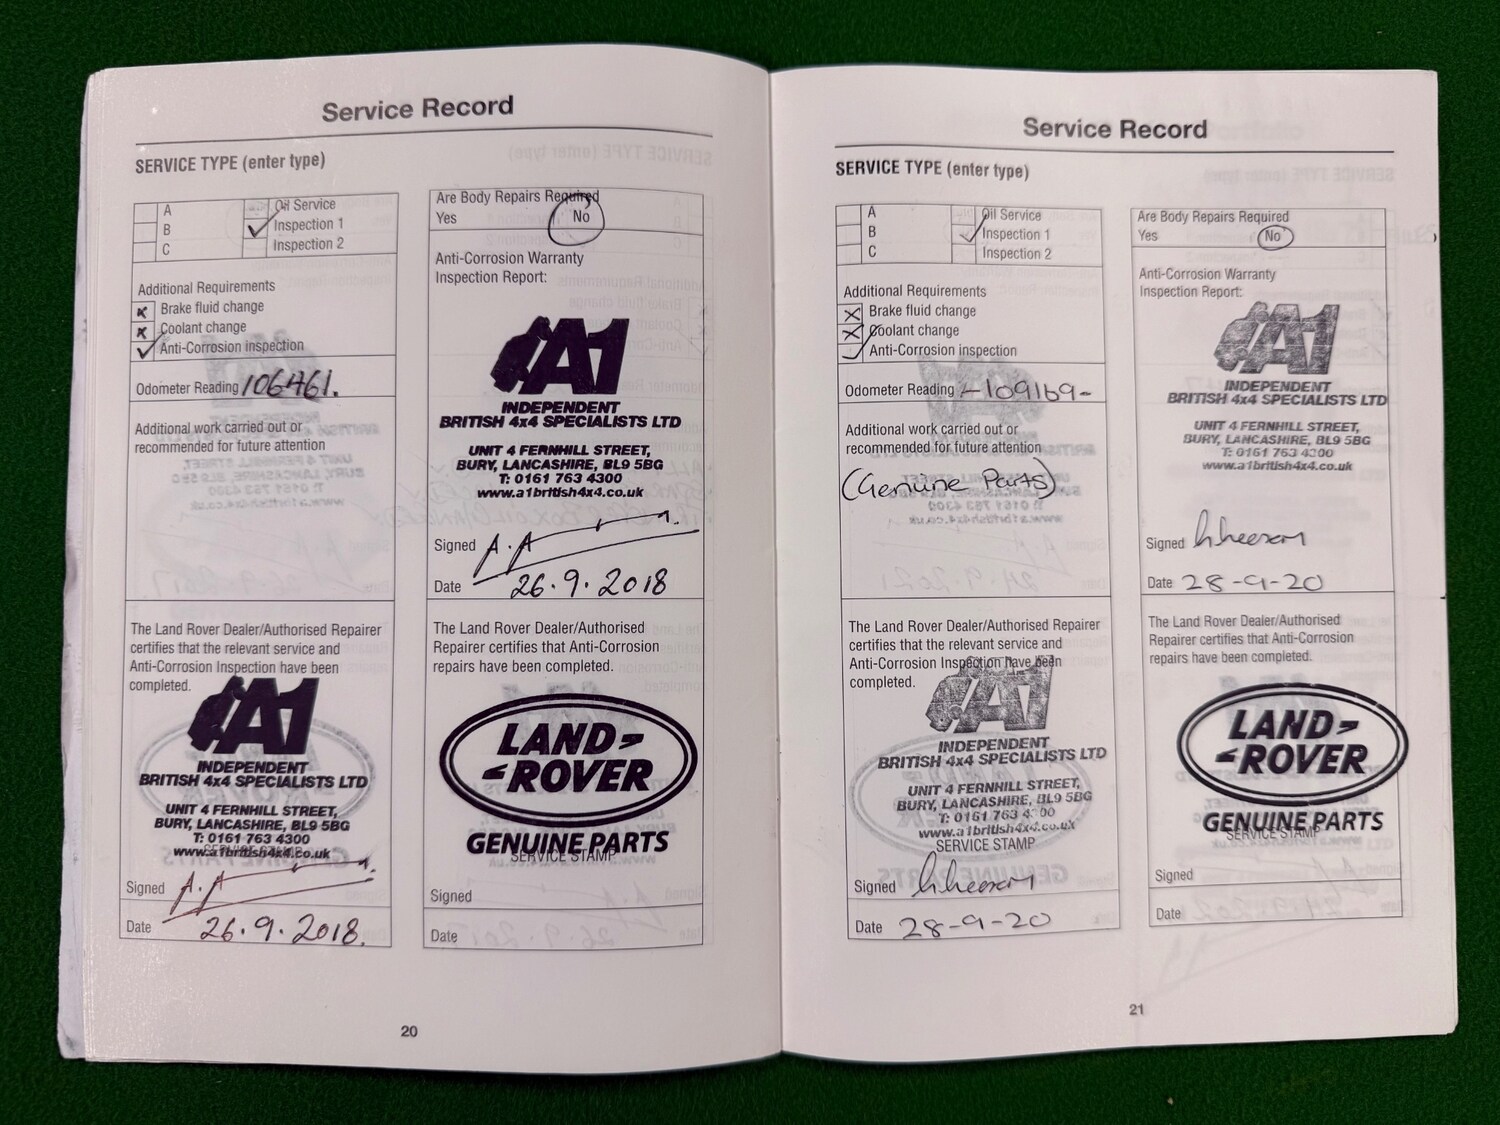 Service Record
SERVICE TYPE (enter type)
A
B
C
Oil Service
Inspection 1
Inspection 2
Additional Requirements
Brake fluid change
Coolant change
Anti-Corrosion inspection
Odometer Reading 106461.
Additional work carried out or
recommended for future attention
The Land Rover Dealer/Authorised Repairer
certifies that the relevant service and
Anti-Corrosion Inspection have been
completed.
A1
INDEPENDENT
BRITISH 4x4 SPECIALISTS LTD
UNIT 4 FERNHILL STREET,
BURY, LANCASHIRE, BL9 5BG
T: 0161 763 4300
www.a1british4x4.co.uk
Signed A.A
Date 26.9.2018.
Are Body Repairs Required
Yes No
Anti-Corrosion Warranty
Inspection Report:
A1
INDEPENDENT
BRITISH 4x4 SPECIALISTS LTD
UNIT 4 FERNHILL STREET,
BURY, LANCASHIRE, BL9 5BG
T: 0161 763 4300
www.a1british4x4.co.uk
Signed A.A
Date 26.9.2018
The Land Rover Dealer/Authorised
Repairer certifies that Anti-Corrosion
repairs have been completed.
LAND
ROVER
GENUINE PARTS
SERVICE STAMP
Signed
Date
20
Service Record
SERVICE TYPE (enter type)
A
B
C
Oil Service
Inspection 1
Inspection 2
Additional Requirements
Brake fluid change
Coolant change
Anti-Corrosion inspection
Odometer Reading -109169-
Additional work carried out or
recommended for future attention
(Genuine Parts)
The Land Rover Dealer/Authorised Repairer
certifies that the relevant service and
Anti-Corrosion Inspection have been
completed.
A1
INDEPENDENT
BRITISH 4x4 SPECIALISTS LTD
UNIT 4 FERNHILL STREET,
BURY, LANCASHIRE, BL9 5BG
T: 0161 763 4300
www.a1british4x4.co.uk
SERVICE STAMP
Signed
Date 28-9-20
Are Body Repairs Required
Yes No
Anti-Corrosion Warranty
Inspection Report:
A1
INDEPENDENT
BRITISH 4x4 SPECIALISTS LTD
UNIT 4 FERNHILL STREET,
BURY, LANCASHIRE, BL9 5BG
T: 0161 763 4300
www.a1british4x4.co.uk
Signed
Date 28-9-20
The Land Rover Dealer/Authorised
Repairer certifies that Anti-Corrosion
repairs have been completed.
LAND
ROVER
GENUINE PARTS
SERVICE STAMP
Signed
Date
21